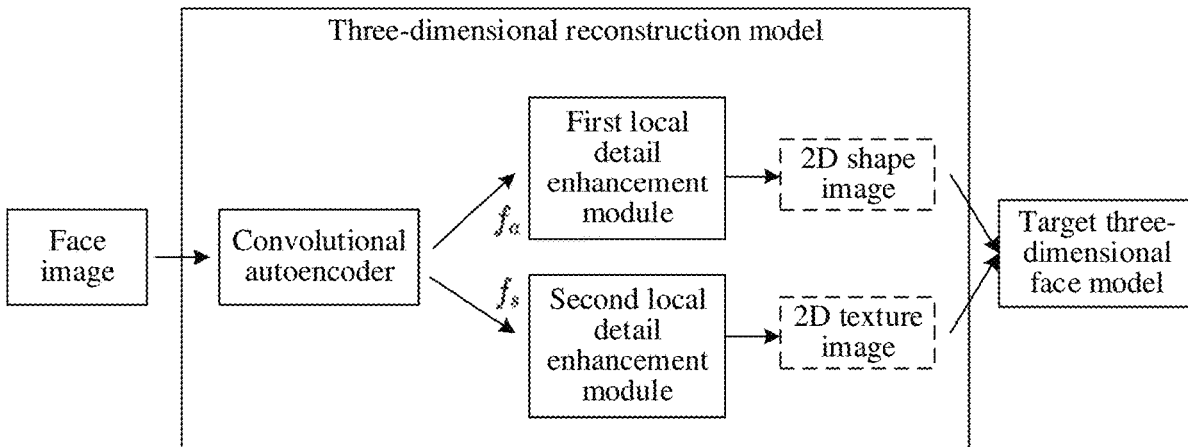 Three-dimensional reconstruction model
Face
image
Convolutional
autoencoder
fα
fs
First local
detail
enhancement
module
2D shape
image
Second local
detail
enhancement
module
2D texture
image
Target three-
dimensional
face model